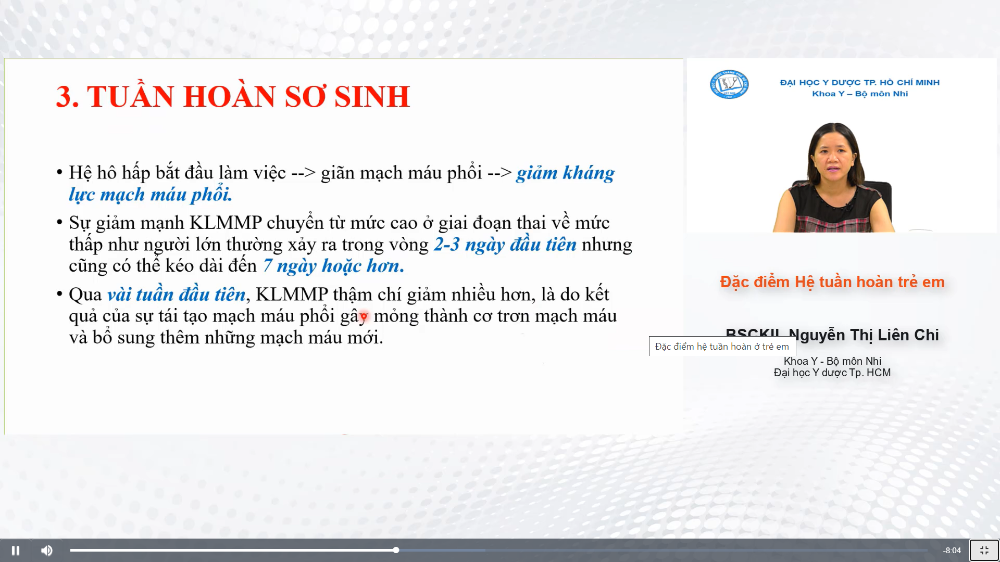 3. TUẦN HOÀN SƠ SINH
• Hệ hô hấp bắt đầu làm việc --> giãn mạch máu phổi --> giảm kháng
lực mạch máu phổi.
• Sự giảm mạnh KLMMP chuyển từ mức cao ở giai đoạn thai về mức
thấp như người lớn thường xảy ra trong vòng 2-3 ngày đầu tiên nhưng
cũng có thể kéo dài đến 7 ngày hoặc hơn.
• Qua vài tuần đầu tiên, KLMMP thậm chí giảm nhiều hơn, là do kết
quả của sự tái tạo mạch máu phổi gây mỏng thành cơ trơn mạch máu
và bổ sung thêm những mạch máu mới.
ĐẠI HỌC Y DƯỢC TP. HỒ CHÍ MINH
Khoa Y – Bộ môn Nhi
Đặc điểm Hệ tuần hoàn trẻ em
BSCKII. Nguyễn Thị Liên Chi
Đặc điểm hệ tuần hoàn ở trẻ em
Khoa Y - Bộ môn Nhi
Đại học Y dược Tp. HCM
-8:04